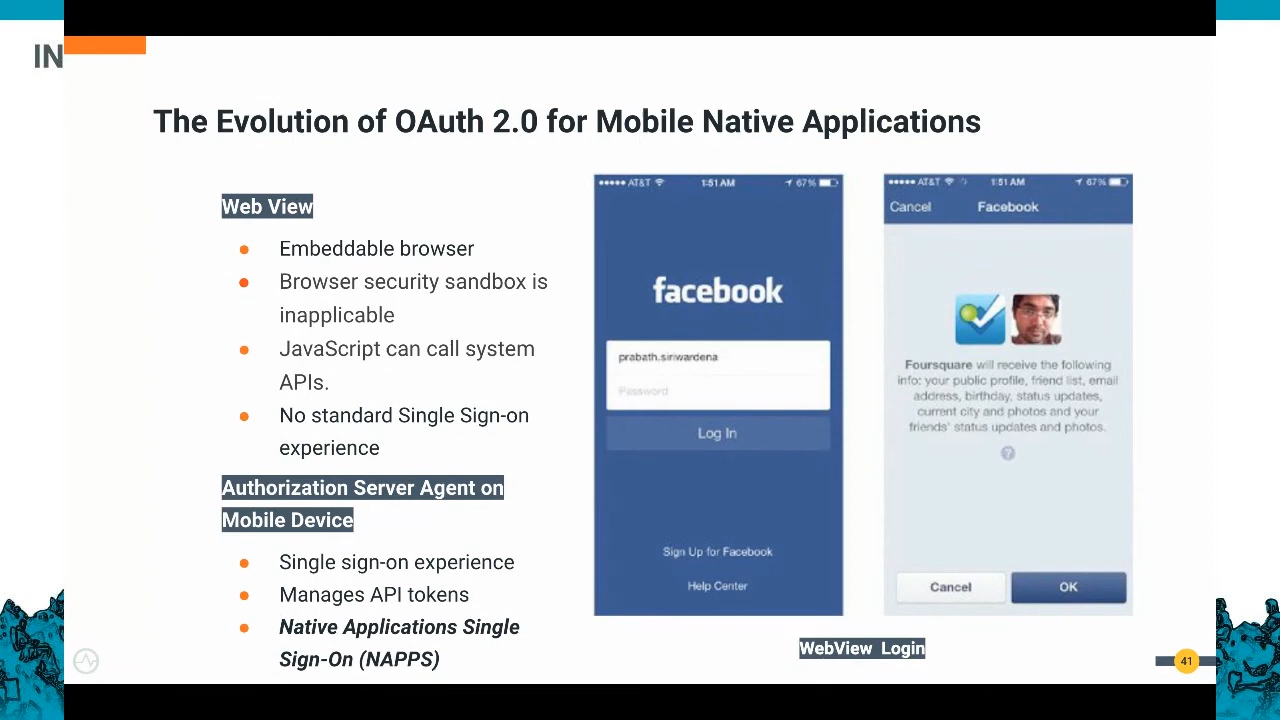 IN
The Evolution of OAuth 2.0 for Mobile Native Applications
Web View
Embeddable browser
Browser security sandbox is
inapplicable
JavaScript can call system
APIs.
No standard Single Sign-on
experience
Authorization Server Agent on
Mobile Device
Single sign-on experience
Manages API tokens
Native Applications Single
Sign-On (NAPPS)
AT&T 1:51 AM 67%
facebook
prabath.siriwardena
Password
Log In
Sign Up for Facebook
Help Center
AT&T 1:51 AM 67%
Cancel Facebook
Foursquare will receive the following
info: your public profile, friend list, email
address, birthday, status updates,
current city and photos and your
friends' status updates and photos.
?
Cancel OK
WebView Login
41